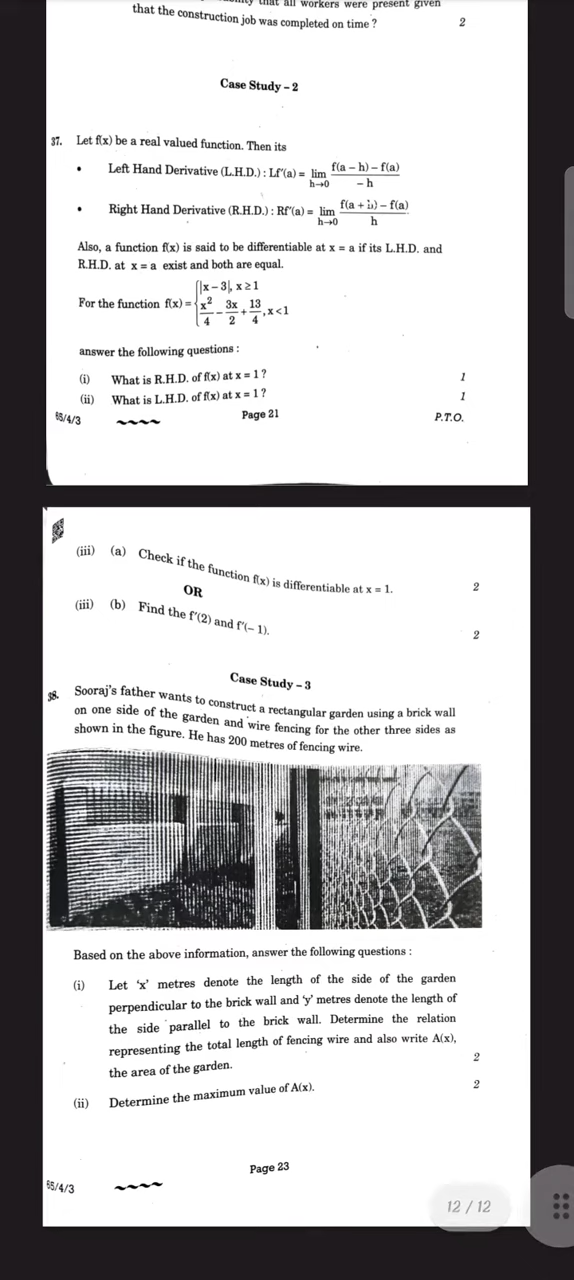 that all workers were present given
that the construction job was completed on time ? 2
Case Study – 2
37. Let f(x) be a real valued function. Then its
• Left Hand Derivative (L.H.D.) : Lf'(a) = lim h→0 f(a – h) – f(a) / – h
• Right Hand Derivative (R.H.D.) : Rf'(a) = lim h→0 f(a + h) – f(a) / h
Also, a function f(x) is said to be differentiable at x = a if its L.H.D. and
R.H.D. at x = a exist and both are equal.
For the function f(x) = { |x – 3|, x ≥ 1
x²/4 – 3x/2 + 13/4, x < 1
answer the following questions :
(i) What is R.H.D. of f(x) at x = 1 ? 1
(ii) What is L.H.D. of f(x) at x = 1 ? 1
65/4/3 Page 21 P.T.O.
(iii) (a) Check if the function f(x) is differentiable at x = 1. 2
OR
(iii) (b) Find the f'(2) and f'(– 1). 2
Case Study – 3
38. Sooraj's father wants to construct a rectangular garden using a brick wall
on one side of the garden and wire fencing for the other three sides as
shown in the figure. He has 200 metres of fencing wire.
Based on the above information, answer the following questions :
(i) Let 'x' metres denote the length of the side of the garden
perpendicular to the brick wall and 'y' metres denote the length of
the side parallel to the brick wall. Determine the relation
representing the total length of fencing wire and also write A(x),
the area of the garden. 2
(ii) Determine the maximum value of A(x). 2
Page 23
65/4/3
12 / 12